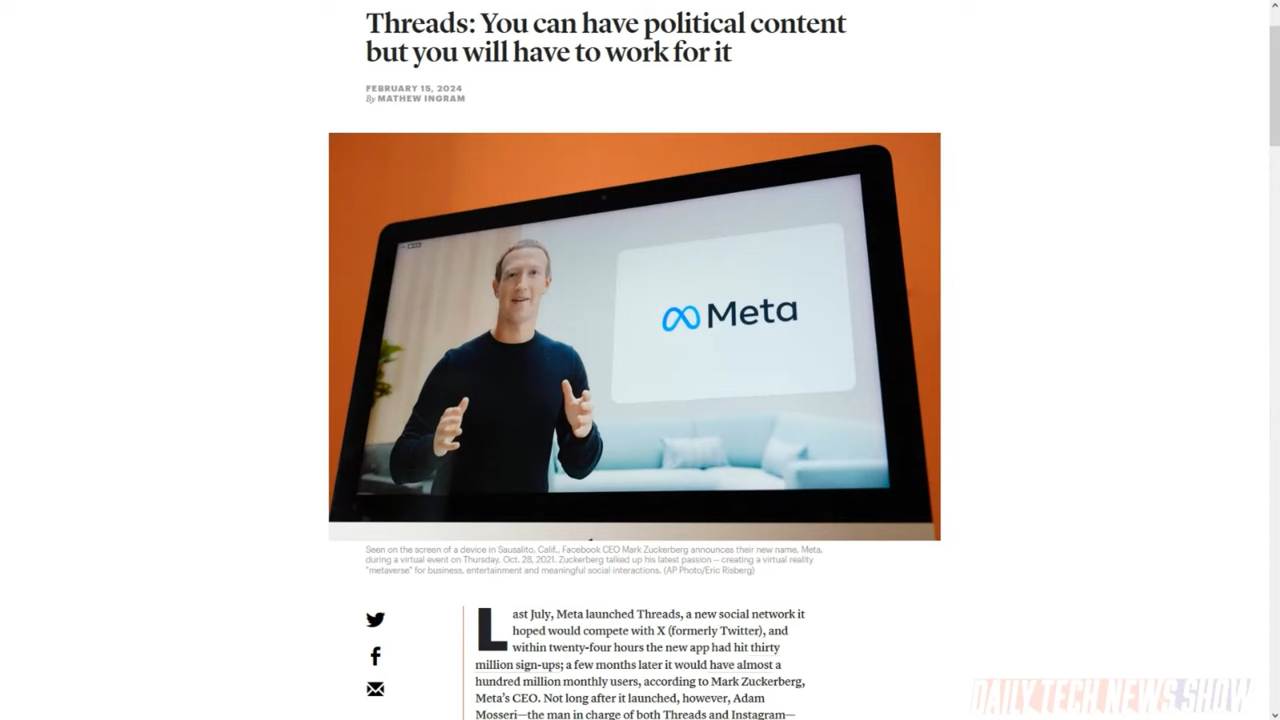 Threads: You can have political content
but you will have to work for it
FEBRUARY 15, 2024
By MATHEW INGRAM
Meta
Seen on the screen of a device in Sausalito, Calif., Facebook CEO Mark Zuckerberg announces their new name, Meta,
during a virtual event on Thursday, Oct. 28, 2021. Zuckerberg talked up his latest passion -- creating a virtual reality
"metaverse" for business, entertainment and meaningful social interactions. (AP Photo/Eric Risberg)
Last July, Meta launched Threads, a new social network it
hoped would compete with X (formerly Twitter), and
within twenty-four hours the new app had hit thirty
million sign-ups; a few months later it would have almost a
hundred million monthly users, according to Mark Zuckerberg,
Meta's CEO. Not long after it launched, however, Adam
Mosseri—the man in charge of both Threads and Instagram—
DAILY TECH NEWS SHOW